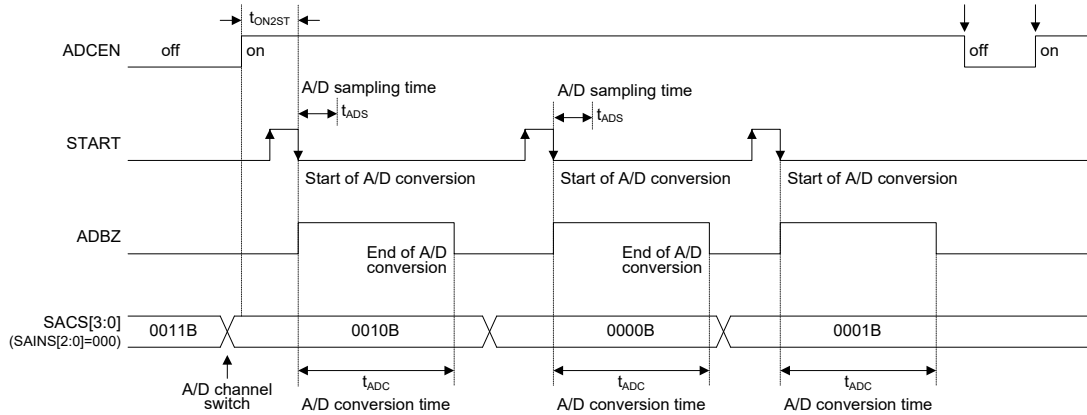 tON2ST
ADCEN off on off on
A/D sampling time A/D sampling time
tADS tADS
START
Start of A/D conversion Start of A/D conversion Start of A/D conversion
ADBZ
End of A/D conversion End of A/D conversion
SACS[3:0]
(SAINS[2:0]=000)
0011B 0010B 0000B 0001B
A/D channel
switch
tADC tADC tADC
A/D conversion time A/D conversion time A/D conversion time